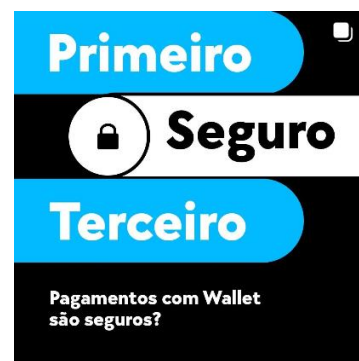 Primeiro
Seguro
Terceiro
Pagamentos com Wallet
são seguros?